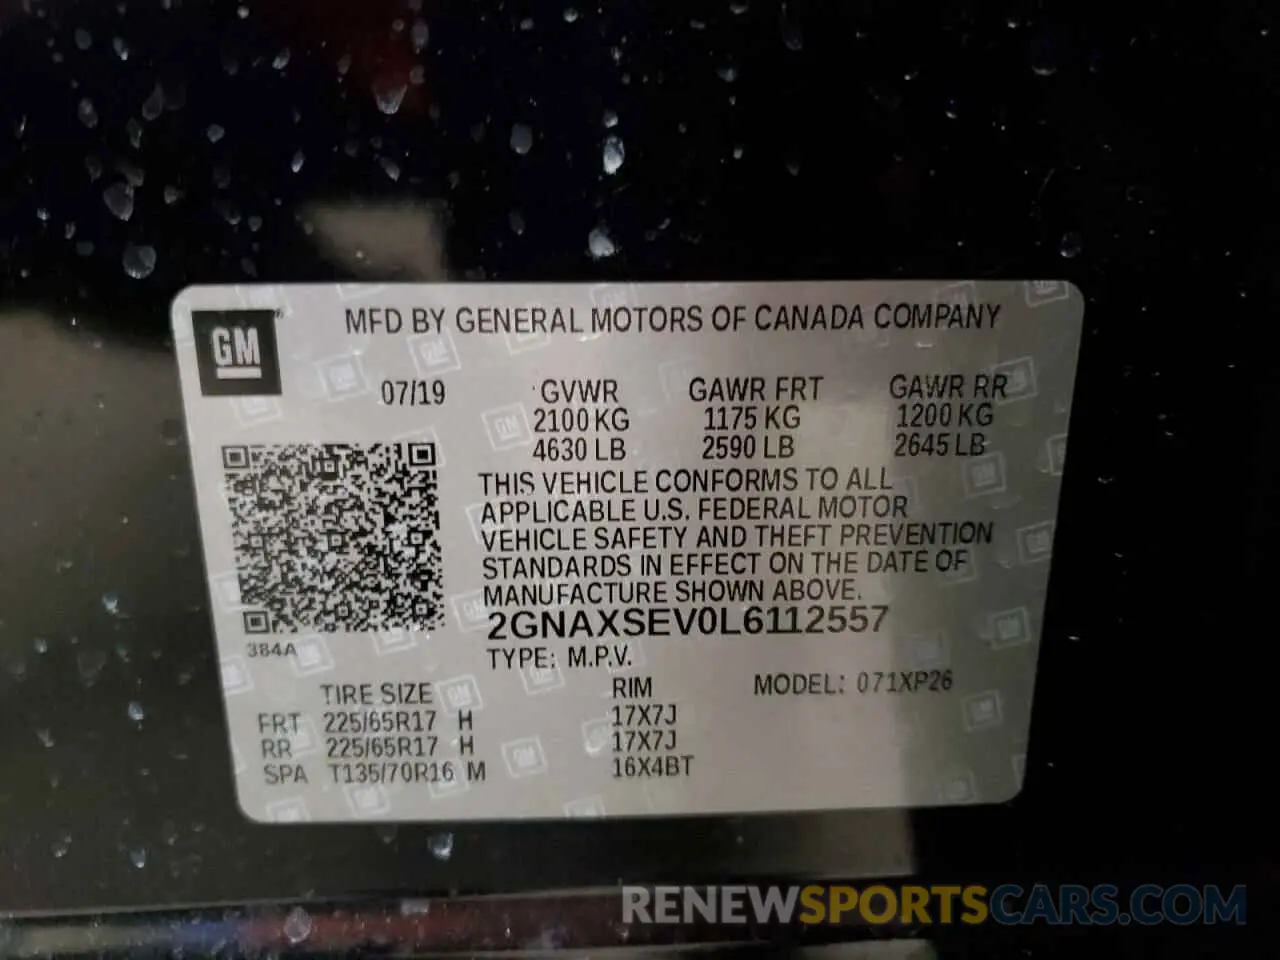 GM
MFD BY GENERAL MOTORS OF CANADA COMPANY
07/19 GVWR GAWR FRT GAWR RR
2100 KG 1175 KG 1200 KG
4630 LB 2590 LB 2645 LB
THIS VEHICLE CONFORMS TO ALL
APPLICABLE U.S. FEDERAL MOTOR
VEHICLE SAFETY AND THEFT PREVENTION
STANDARDS IN EFFECT ON THE DATE OF
MANUFACTURE SHOWN ABOVE.
2GNAXSEV0L6112557
384A
TYPE: M.P.V.
TIRE SIZE RIM MODEL: 071XP26
FRT 225/65R17 H 17X7J
RR 225/65R17 H 17X7J
SPA T135/70R16 M 16X4BT
RENEWSPORTSCARS.COM